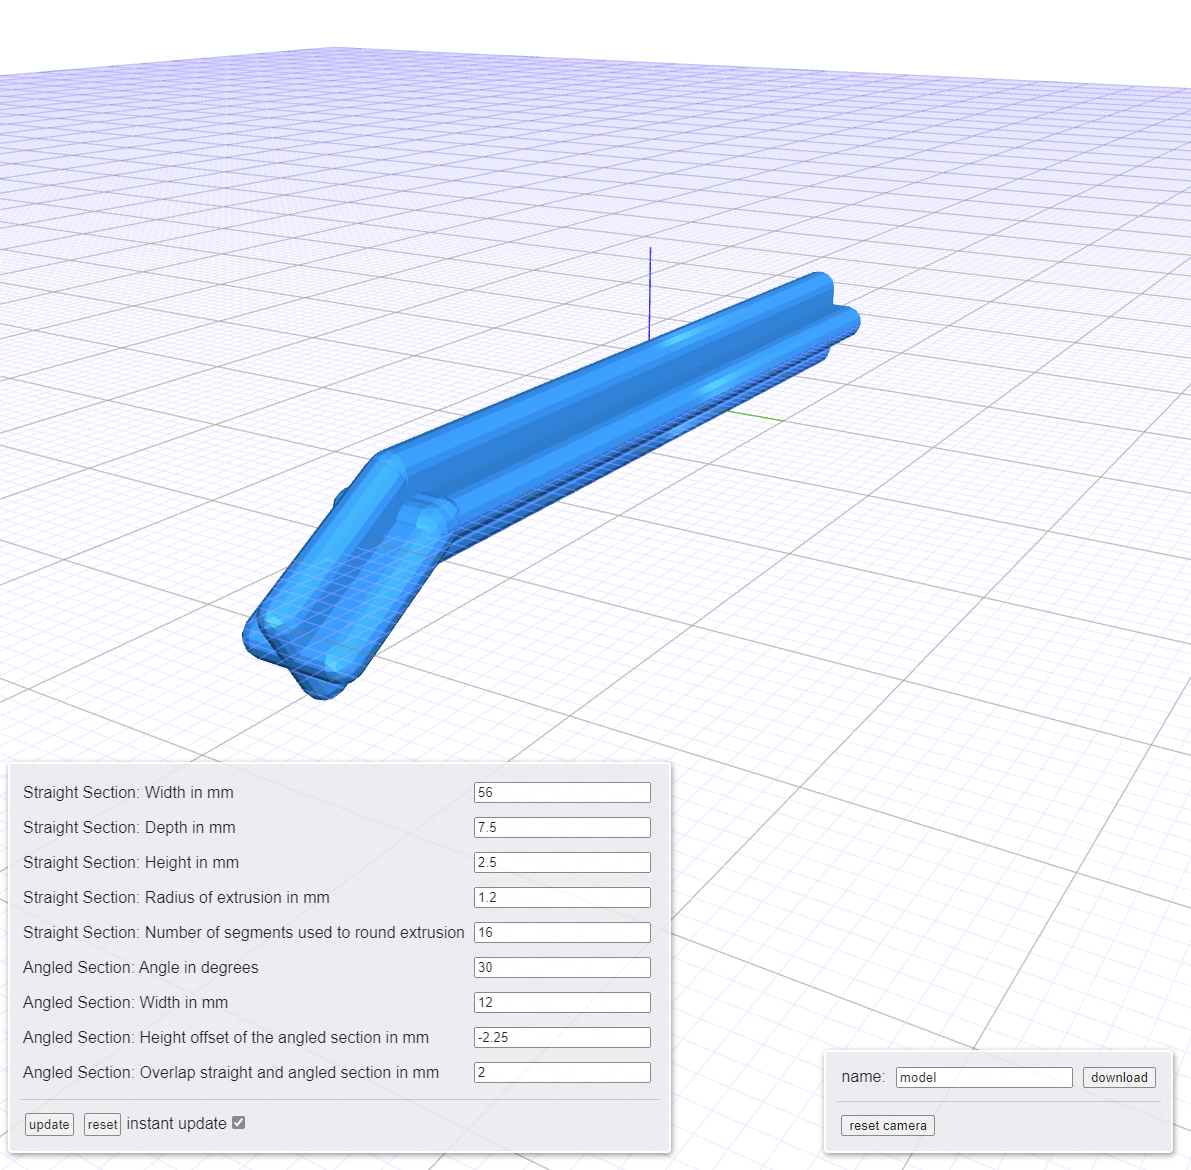 Straight Section: Width in mm 56
Straight Section: Depth in mm 7.5
Straight Section: Height in mm 2.5
Straight Section: Radius of extrusion in mm 1.2
Straight Section: Number of segments used to round extrusion 16
Angled Section: Angle in degrees 30
Angled Section: Width in mm 12
Angled Section: Height offset of the angled section in mm -2.25
Angled Section: Overlap straight and angled section in mm 2
update reset instant update
name: model download
reset camera